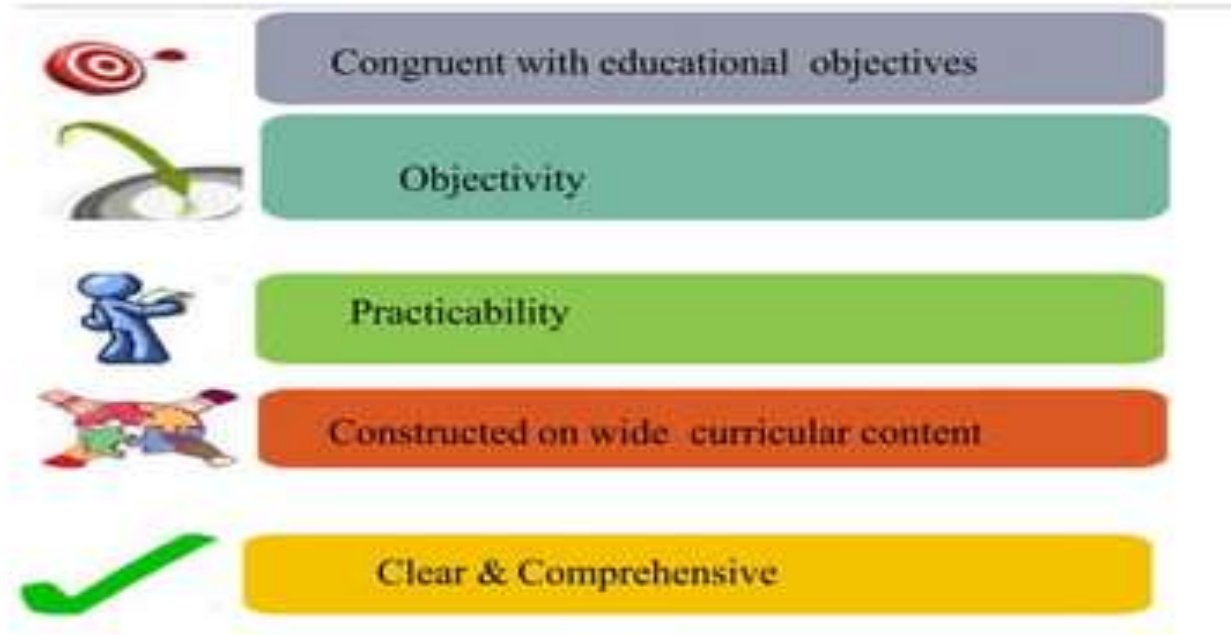 Congruent with educational objectives
Objectivity
Practicability
Constructed on wide curricular content
Clear & Comprehensive